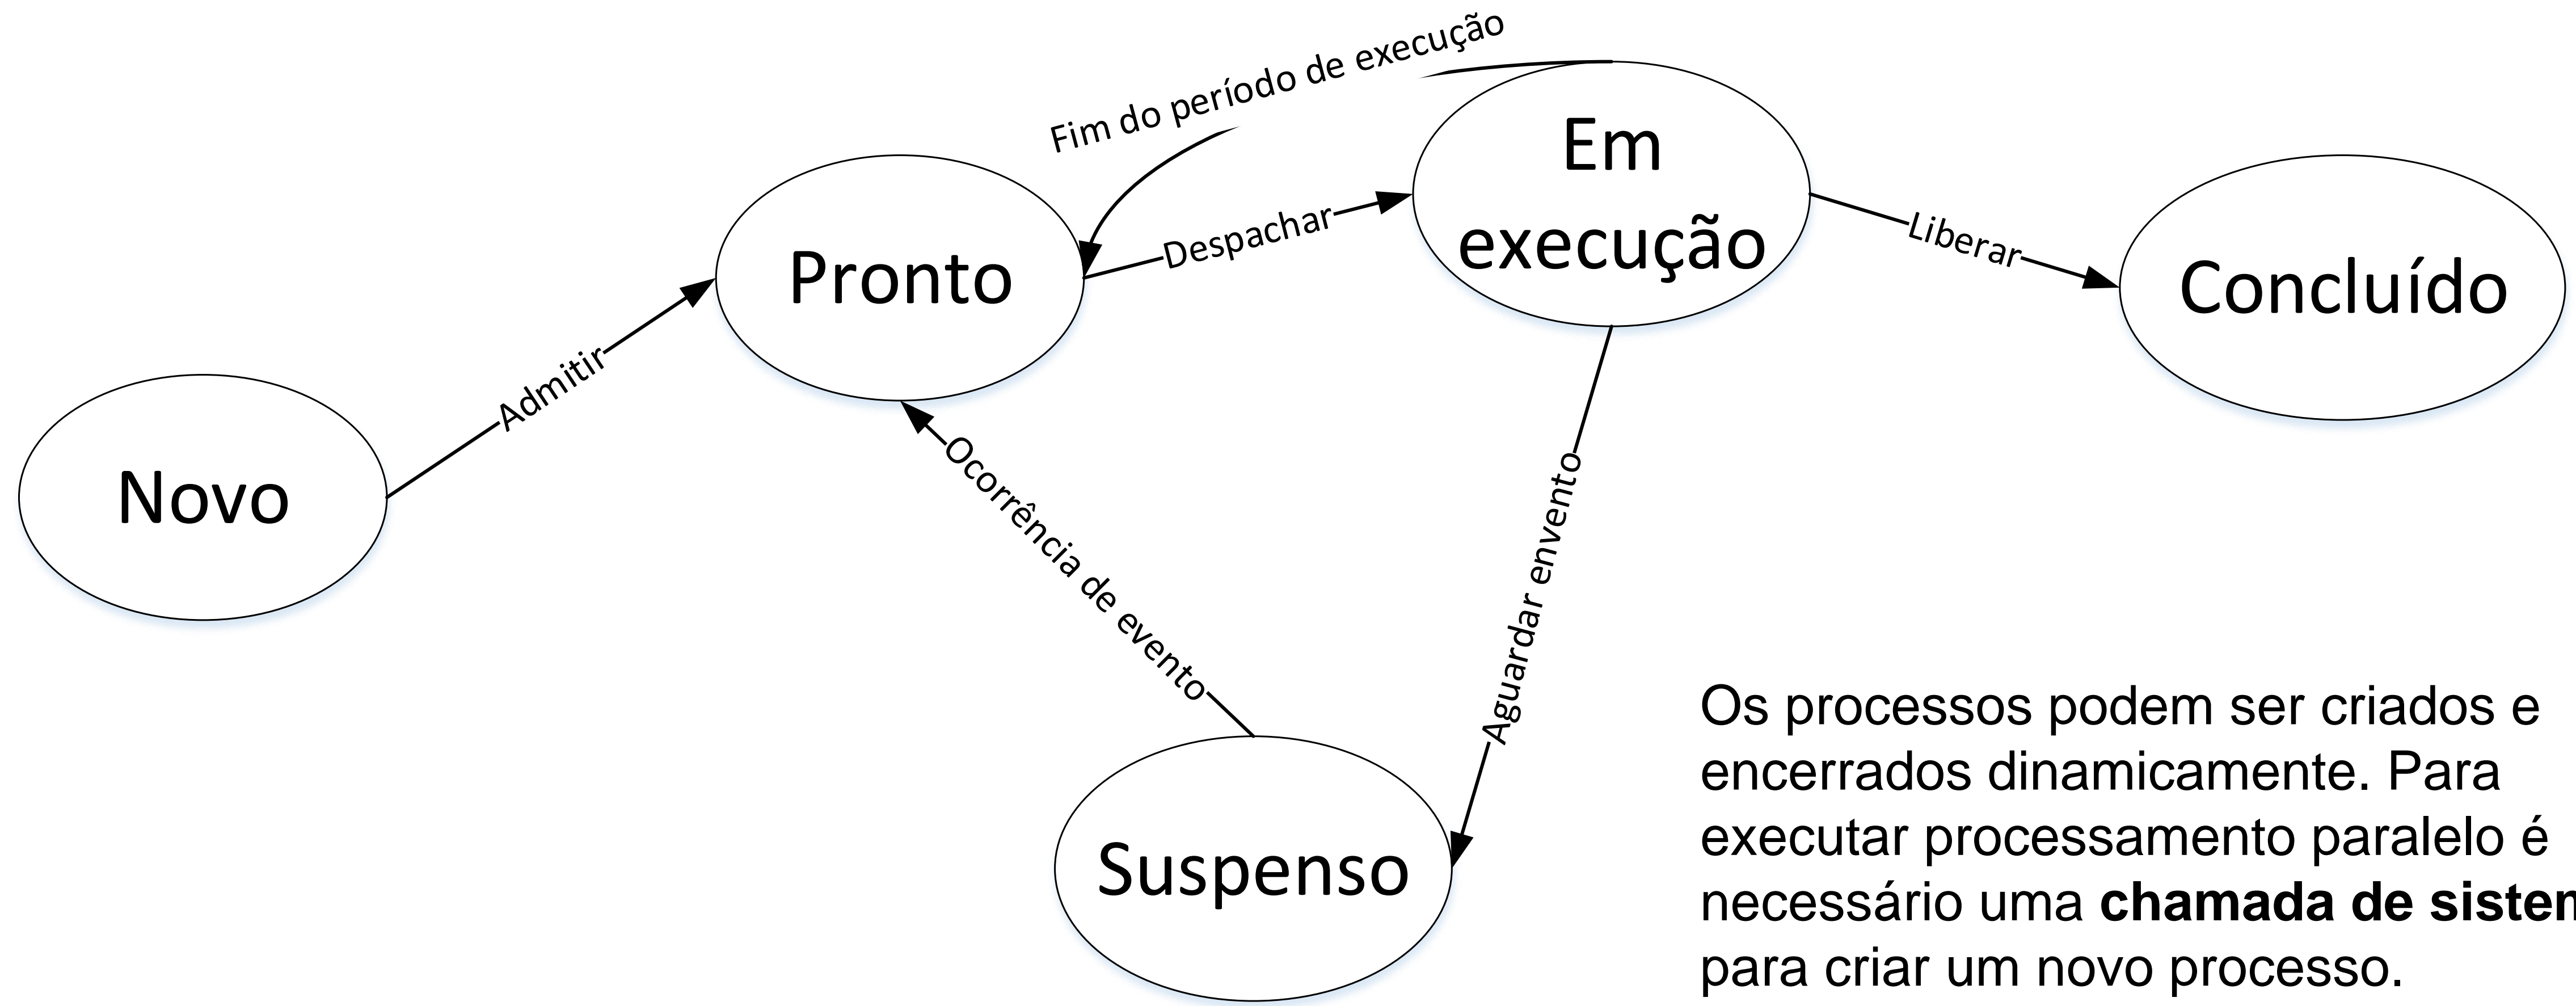 Fim do período de execução
Em
execução
Pronto
Despachar
Liberar
Concluído
Admitir
Novo
Ocorrência de evento
Aguardar envento
Suspenso
Os processos podem ser criados e
encerrados dinamicamente. Para
executar processamento paralelo é
necessário uma chamada de
para criar um novo processo.